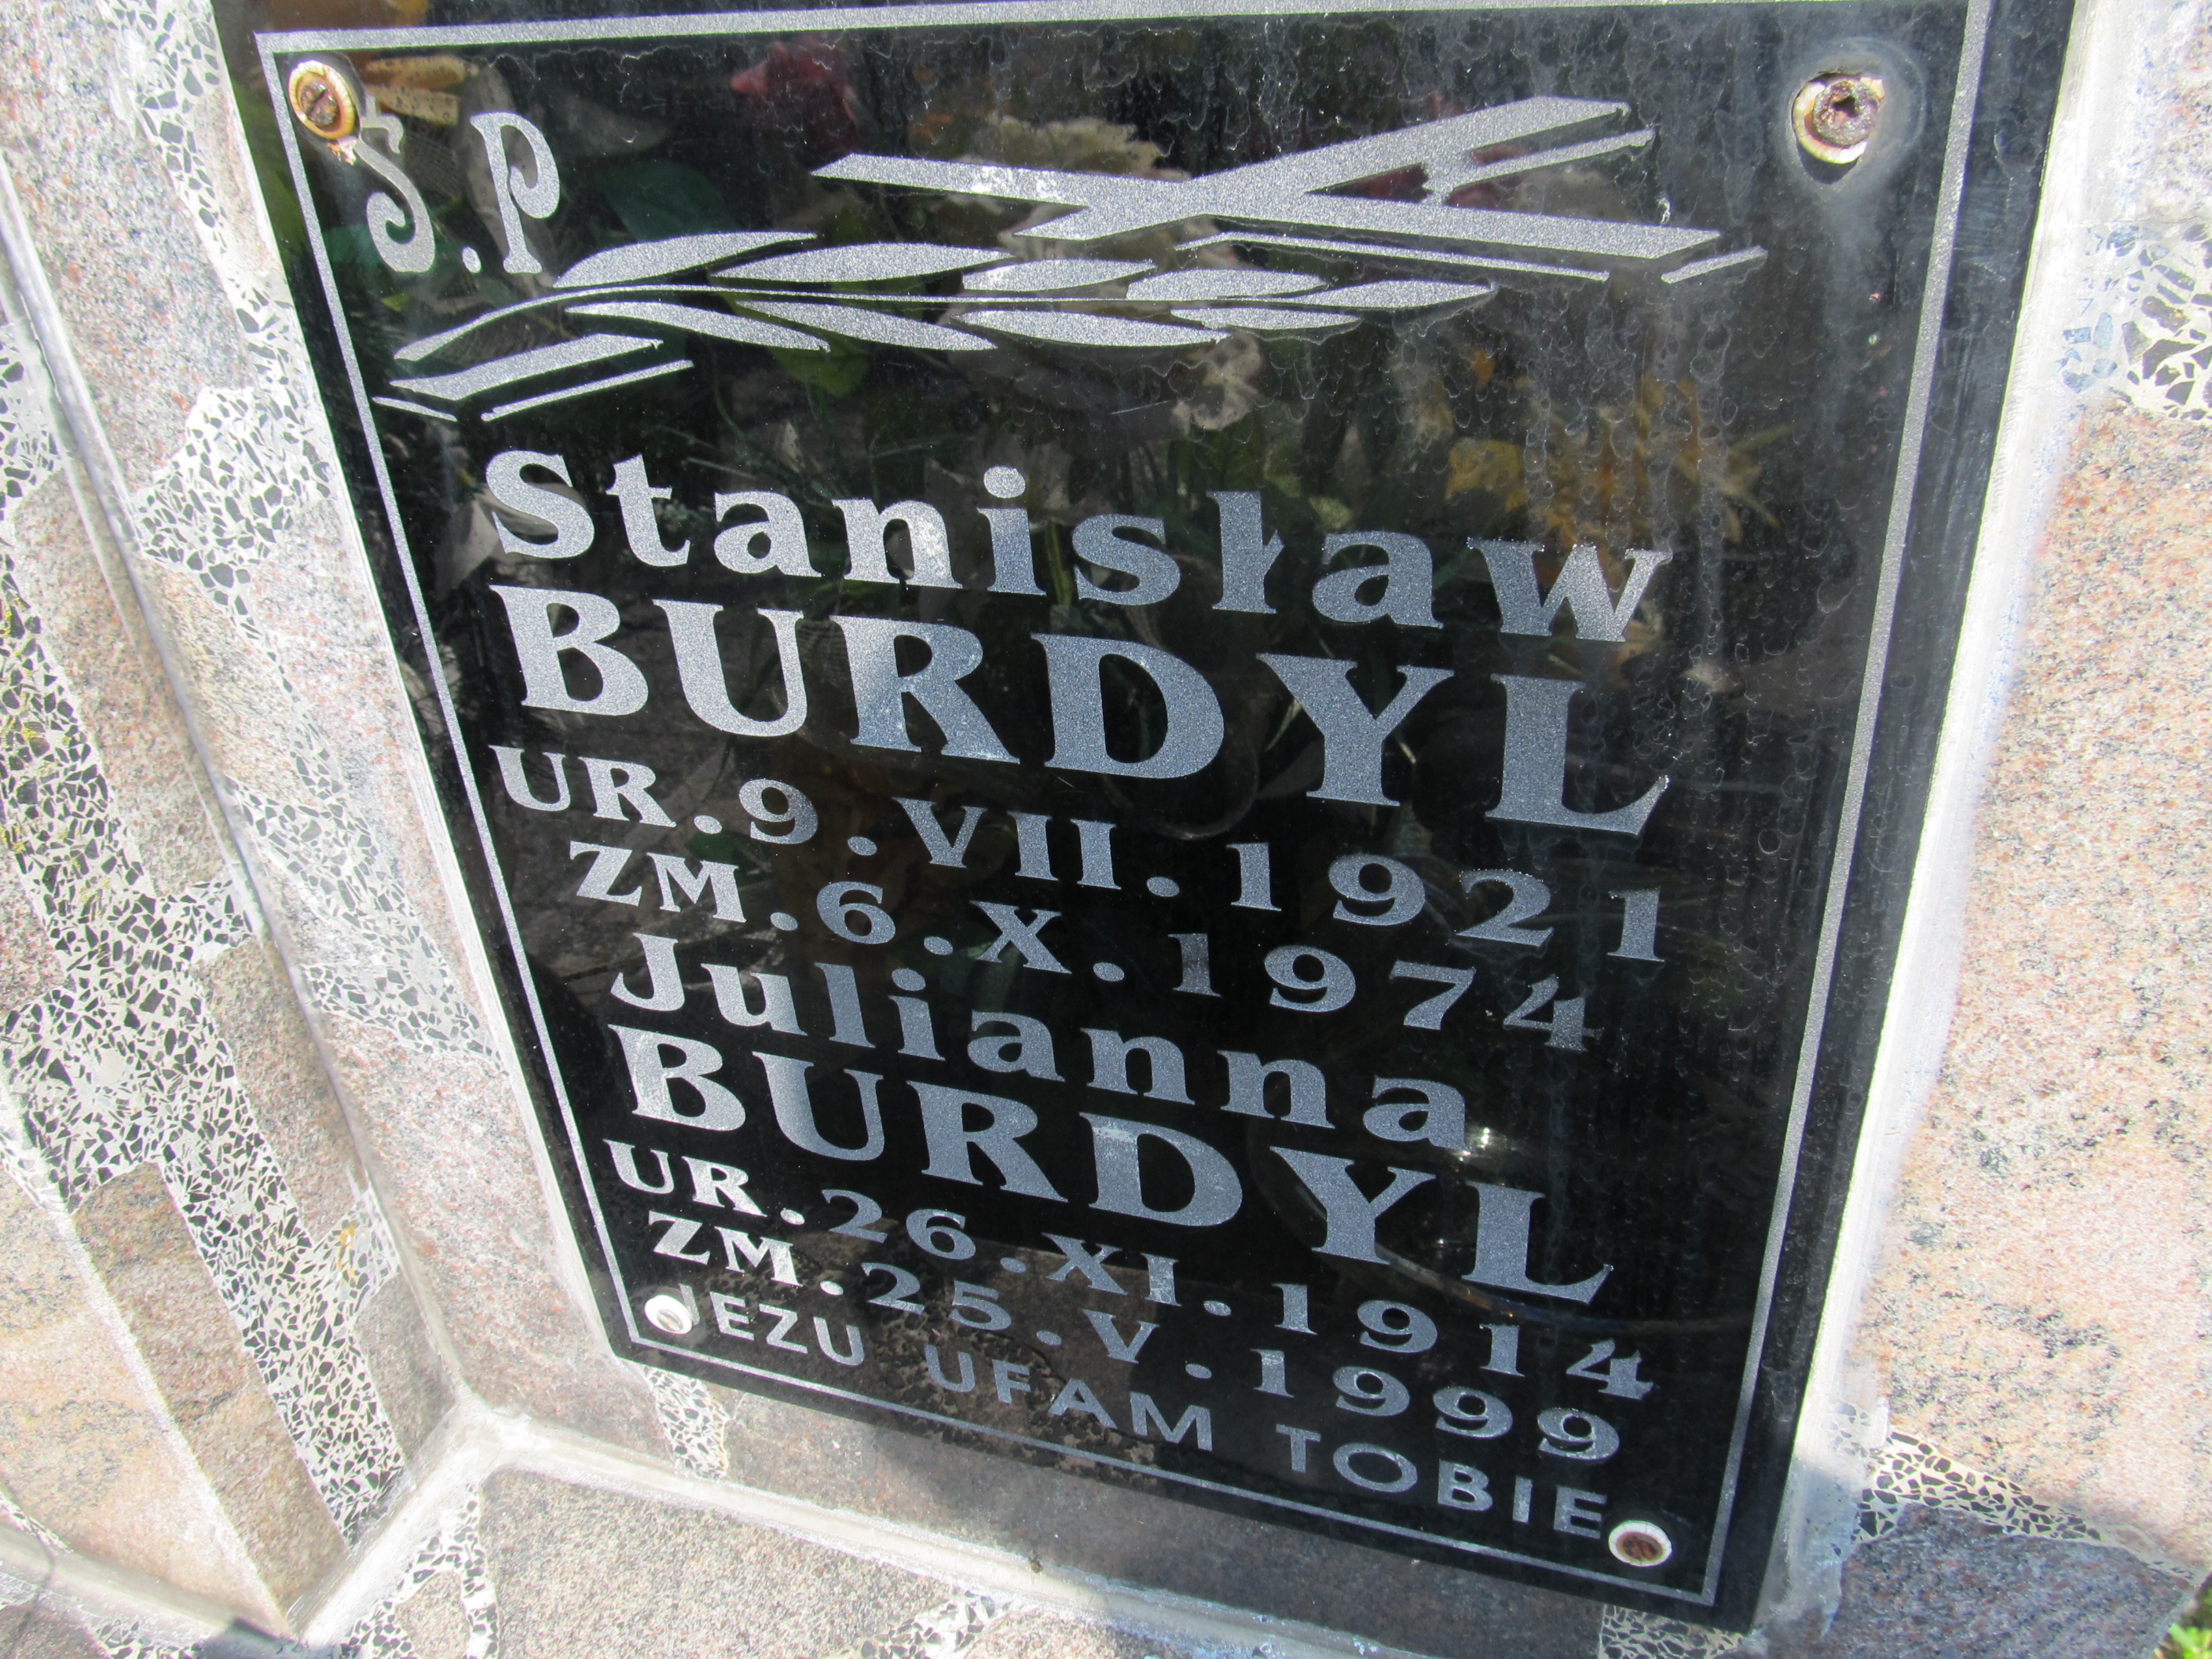 Ś.P
Stanisław
BURDYL
UR.9.VII.1921
ZM.6.X.1974
Julianna
BURDYL
UR.26.XI.1914
ZM.25.V.1999
JEZU UFAM TOBIE